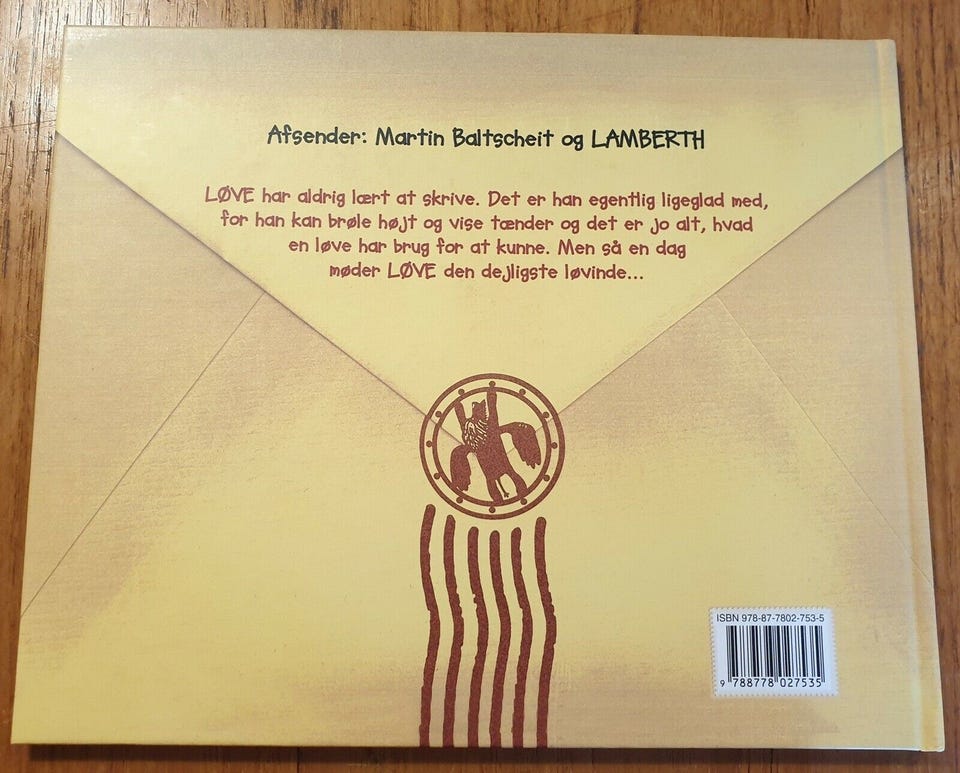 Afsender: Martin Baltscheit og LAMBERTH
LØVE har aldrig lært at skrive. Det er han egentlig ligeglad med,
for han kan brøle højt og vise tænder og det er jo alt, hvad
en løve har brug for at kunne. Men så en dag
møder LØVE den dejligste løvinde...
ISBN 978-87-7802-753-5
9 788778 027535